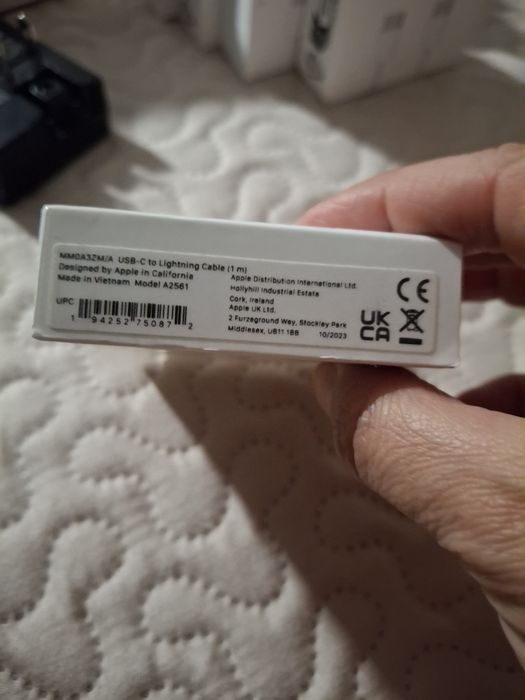 MM0A3ZM/A USB-C to Lightning Cable (1 m)
Designed by Apple in California
Made in Vietnam Model A2561
UPC
1 94252 75087 2
Apple Distribution International Ltd.
Hollyhill Industrial Estate
Cork, Ireland
Apple UK Ltd.
2 Furzeground Way, Stockley Park
Middlesex, UB11 1BB 10/2023
CE
UK
CA